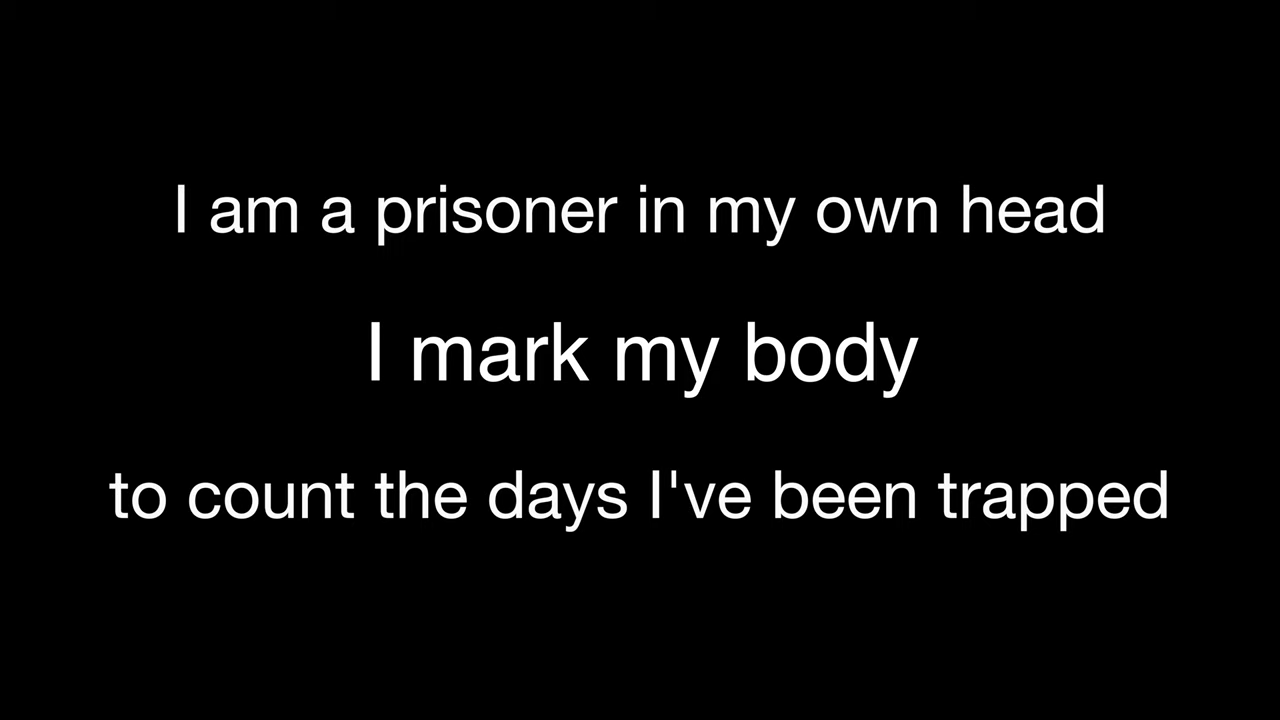 I am a prisoner in my own head
I mark my body
to count the days I've been trapped